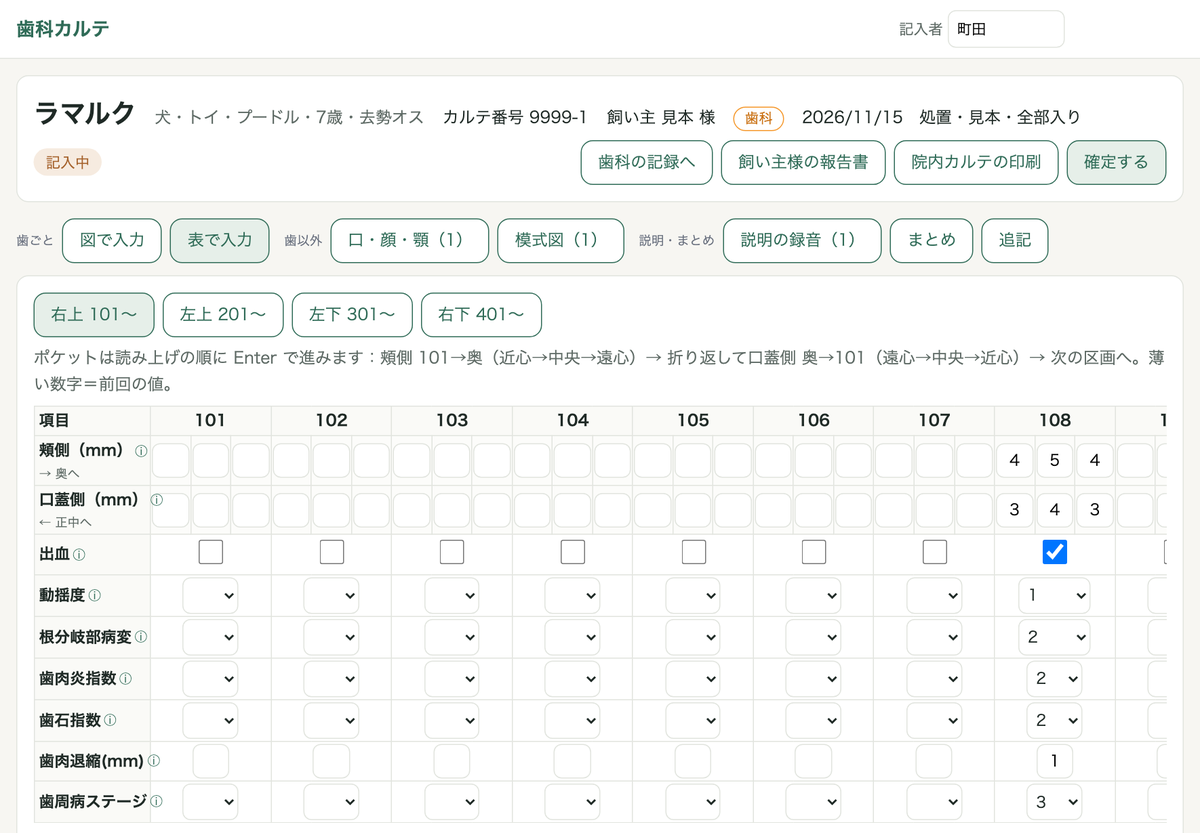 歯科カルテ
記入者 町田
ラマルク 犬・トイ・プードル・7歳・去勢オス カルテ番号 9999-1 飼い主 見本 様 歯科 2026/11/15 処置・見本・全部入り
記入中 歯科の記録へ 飼い主様の報告書 院内カルテの印刷 確定する
歯ごと 図で入力 表で入力 歯以外 口・顔・顎（1） 模式図（1） 説明・まとめ 説明の録音（1） まとめ 追記
右上 101〜 左上 201〜 左下 301〜 右下 401〜
ポケットは読み上げの順に Enter で進みます：頰側 101→奥（近心→中央→遠心）→ 折り返して口蓋側 奥→101（遠心→中央→近心）→ 次の区画へ。薄
い数字＝前回の値。
項目 101 102 103 104 105 106 107 108
頰側（mm） ⓘ 4 5 4
→ 奥へ
口蓋側（mm） ⓘ 3 4 3
← 正中へ
出血 ⓘ
動揺度 ⓘ 1
根分岐部病変 ⓘ 2
歯肉炎指数 ⓘ 2
歯石指数 ⓘ 2
歯肉退縮(mm) ⓘ 1
歯周病ステージ ⓘ 3